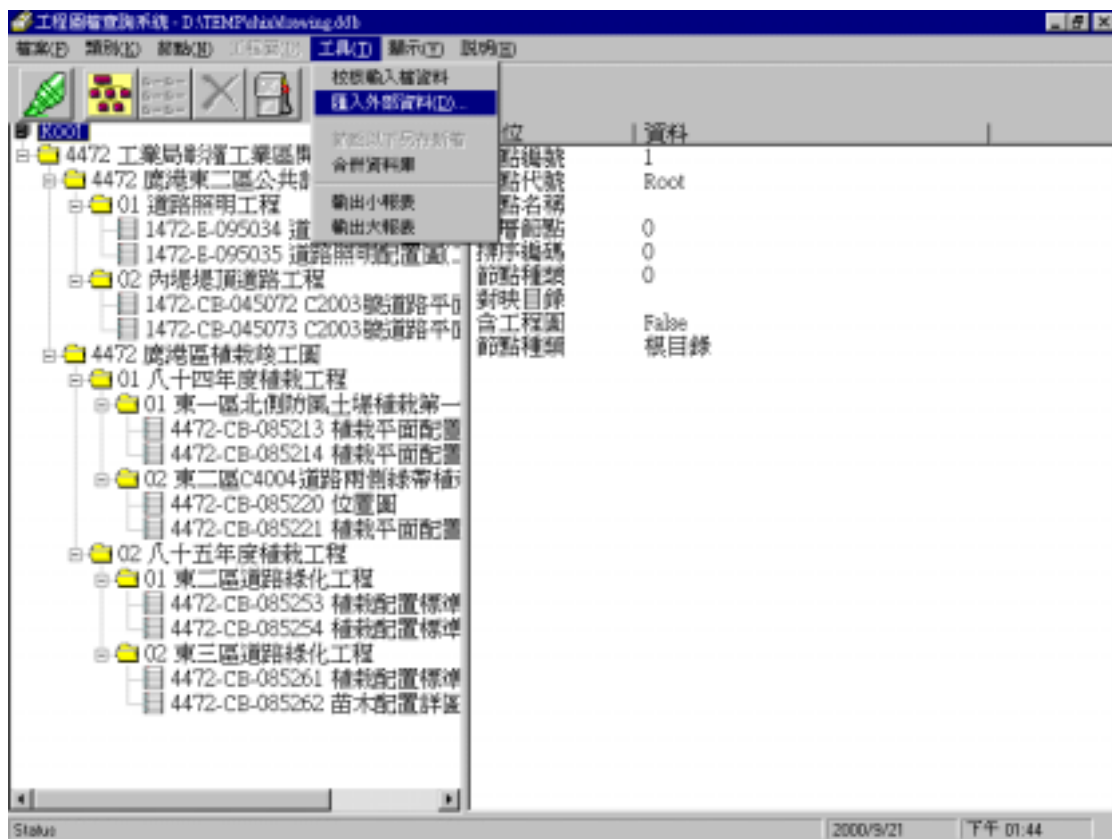 工程圖檔查詢系統 - D:\TEMP\chix\drawing.ddb
檔案(F) 類別(K) 節點(N) 工程圖(D) 工具(T) 顯示(V) 說明(H)
校核輸入檔資料
匯入外部資料(D)...
合併資料庫
輸出小報表
輸出大報表
Root
4472 工業局彰濱工業區開
4472 鹿港東二區公共
01 道路照明工程
1472-E-095034 道
1472-E-095035 道路照明配置圖(二
02 內堤堤頂道路工程
1472-CB-045072 C2003號道路平面
1472-CB-045073 C2003號道路平面
4472 鹿港區植栽竣工圖
01 八十四年度植栽工程
01 東一區北側防風土堤植栽第一
4472-CB-085213 植栽平面配置
4472-CB-085214 植栽平面配置
02 東二區C4004道路兩側綠帶植
4472-CB-085220 位置圖
4472-CB-085221 植栽平面配置
02 八十五年度植栽工程
01 東二區道路綠化工程
4472-CB-085253 植栽配置標準
4472-CB-085254 植栽配置標準
02 東三區道路綠化工程
4472-CB-085261 植栽配置標準
4472-CB-085262 苗木配置詳圖
位 資料
點編號 1
點代號 Root
點名稱
層節點 0
排序編碼 0
節點種類 0
對映目錄
含工程圖 False
節點種類 根目錄
Status 2000/9/21 下午 01:44